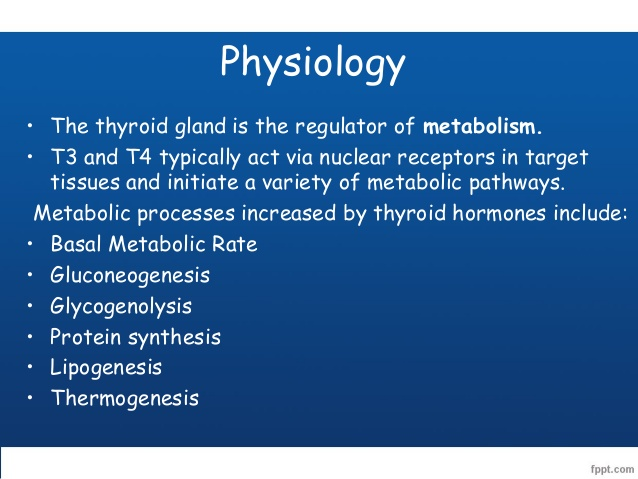 Physiology
• The thyroid gland is the regulator of metabolism.
• T3 and T4 typically act via nuclear receptors in target
tissues and initiate a variety of metabolic pathways.
Metabolic processes increased by thyroid hormones include:
• Basal Metabolic Rate
• Gluconeogenesis
• Glycogenolysis
• Protein synthesis
• Lipogenesis
• Thermogenesis
fppt.com